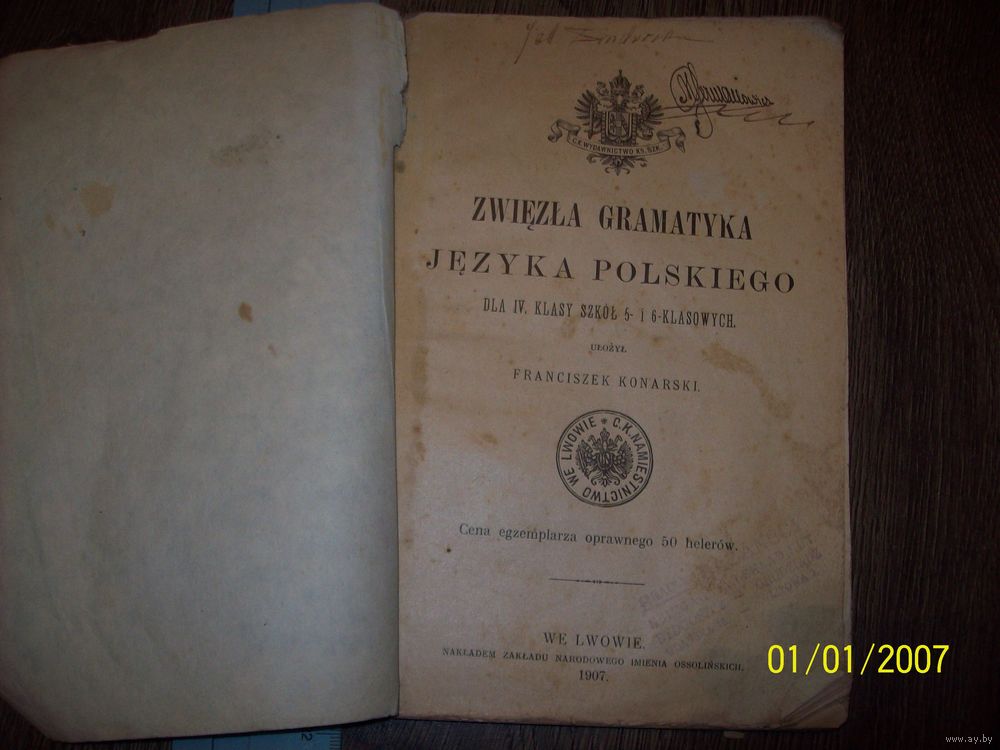 C.K. WYDAWNICTWO KS. SZK.
ZWIĘZŁA GRAMATYKA
JĘZYKA POLSKIEGO
DLA IV. KLASY SZKÓŁ 5- I 6-KLASOWYCH.
UŁOŻYŁ
FRANCISZEK KONARSKI.
C. K. NAMIESTNICTWO WE LWOWIE
Cena egzemplarza oprawnego 50 helerów.
WE LWOWIE.
NAKŁADEM ZAKŁADU NARODOWEGO IMIENIA OSSOLIŃSKICH.
1907.
01/01/2007
2
www.ay.by